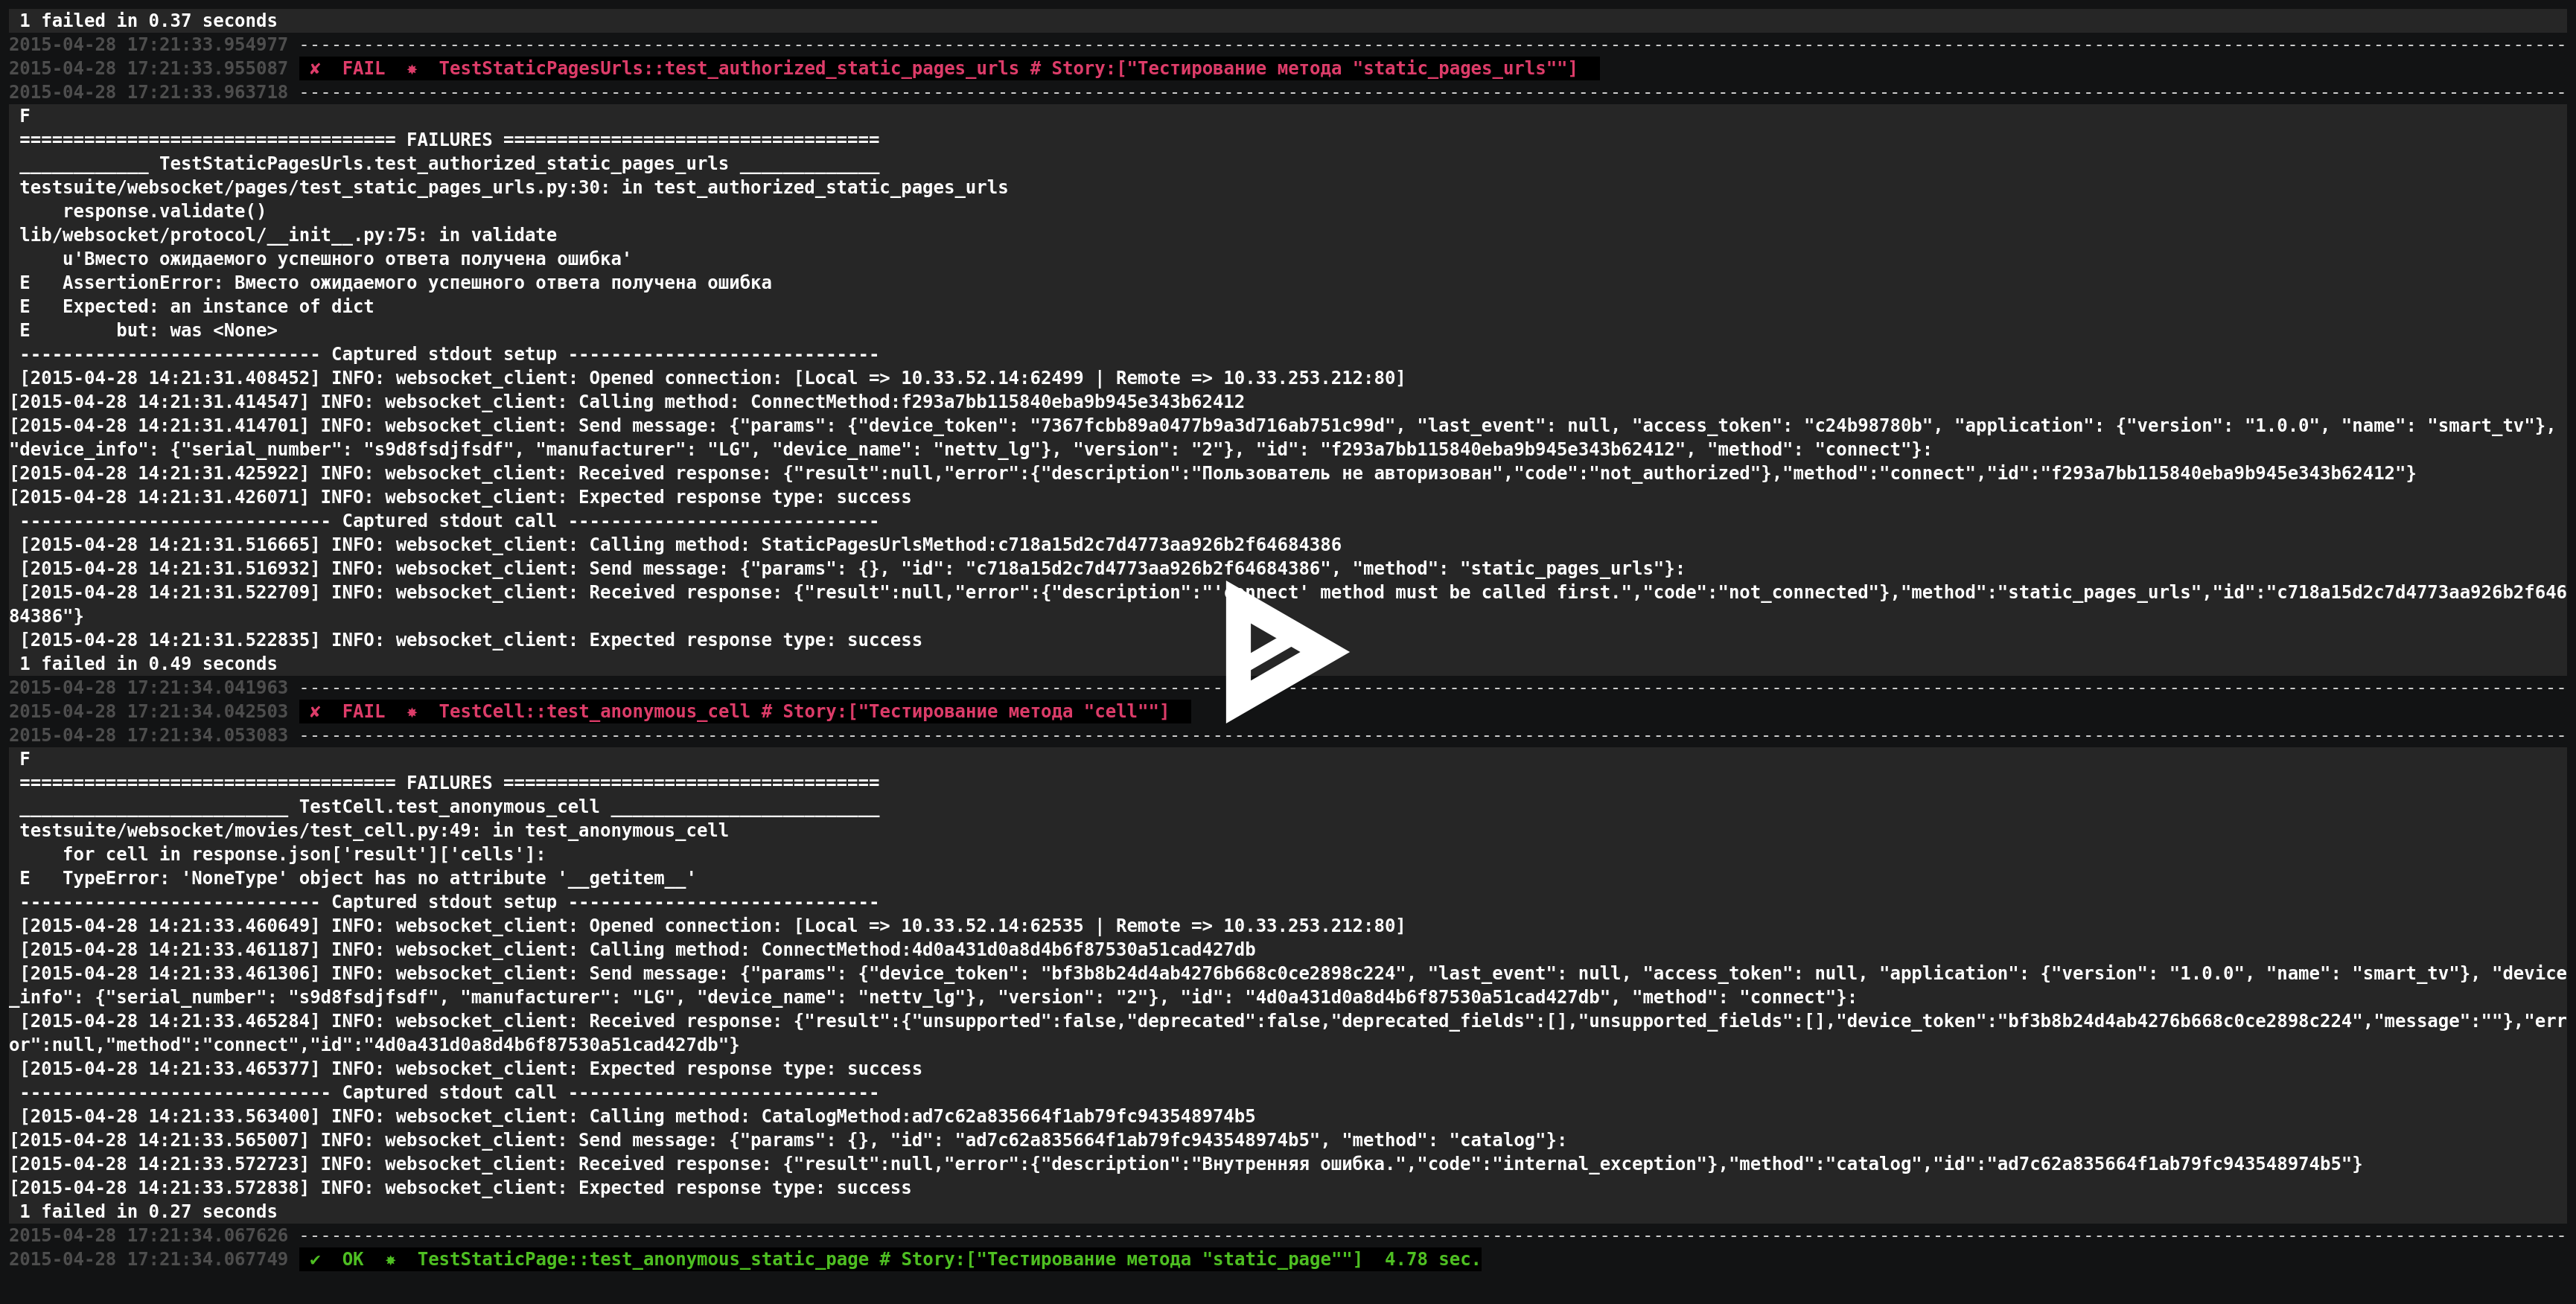 1 failed in 0.37 seconds
2015-04-28 17:21:33.954977 --------------------------------------------------------------------------------
2015-04-28 17:21:33.955087 ✘ FAIL ✸ TestStaticPagesUrls::test_authorized_static_pages_urls # Story:["Тестирование метода "static_pages_urls""]
2015-04-28 17:21:33.963718 --------------------------------------------------------------------------------
F
=================================== FAILURES ===================================
____________ TestStaticPagesUrls.test_authorized_static_pages_urls _____________
testsuite/websocket/pages/test_static_pages_urls.py:30: in test_authorized_static_pages_urls
    response.validate()
lib/websocket/protocol/__init__.py:75: in validate
    u'Вместо ожидаемого успешного ответа получена ошибка'
E   AssertionError: Вместо ожидаемого успешного ответа получена ошибка
E   Expected: an instance of dict
E        but: was <None>
---------------------------- Captured stdout setup -----------------------------
[2015-04-28 14:21:31.408452] INFO: websocket_client: Opened connection: [Local => 10.33.52.14:62499 | Remote => 10.33.253.212:80]
[2015-04-28 14:21:31.414547] INFO: websocket_client: Calling method: ConnectMethod:f293a7bb115840eba9b945e343b62412
[2015-04-28 14:21:31.414701] INFO: websocket_client: Send message: {"params": {"device_token": "7367fcbb89a0477b9a3d716ab751c99d", "last_event": null, "access_token": "c24b98780b", "application": {"version": "1.0.0", "name": "smart_tv"},
"device_info": {"serial_number": "s9d8fsdjfsdf", "manufacturer": "LG", "device_name": "nettv_lg"}, "version": "2"}, "id": "f293a7bb115840eba9b945e343b62412", "method": "connect"}:
[2015-04-28 14:21:31.425922] INFO: websocket_client: Received response: {"result":null,"error":{"description":"Пользователь не авторизован","code":"not_authorized"},"method":"connect","id":"f293a7bb115840eba9b945e343b62412"}
[2015-04-28 14:21:31.426071] INFO: websocket_client: Expected response type: success
----------------------------- Captured stdout call -----------------------------
[2015-04-28 14:21:31.516665] INFO: websocket_client: Calling method: StaticPagesUrlsMethod:c718a15d2c7d4773aa926b2f64684386
[2015-04-28 14:21:31.516932] INFO: websocket_client: Send message: {"params": {}, "id": "c718a15d2c7d4773aa926b2f64684386", "method": "static_pages_urls"}:
[2015-04-28 14:21:31.522709] INFO: websocket_client: Received response: {"result":null,"error":{"description":"'connect' method must be called first.","code":"not_connected"},"method":"static_pages_urls","id":"c718a15d2c7d4773aa926b2f646
84386"}
[2015-04-28 14:21:31.522835] INFO: websocket_client: Expected response type: success
1 failed in 0.49 seconds
2015-04-28 17:21:34.041963 --------------------------------------------------------------------------------
2015-04-28 17:21:34.042503 ✘ FAIL ✸ TestCell::test_anonymous_cell # Story:["Тестирование метода "cell""]
2015-04-28 17:21:34.053083 --------------------------------------------------------------------------------
F
=================================== FAILURES ===================================
_________________________ TestCell.test_anonymous_cell _________________________
testsuite/websocket/movies/test_cell.py:49: in test_anonymous_cell
    for cell in response.json['result']['cells']:
E   TypeError: 'NoneType' object has no attribute '__getitem__'
---------------------------- Captured stdout setup -----------------------------
[2015-04-28 14:21:33.460649] INFO: websocket_client: Opened connection: [Local => 10.33.52.14:62535 | Remote => 10.33.253.212:80]
[2015-04-28 14:21:33.461187] INFO: websocket_client: Calling method: ConnectMethod:4d0a431d0a8d4b6f87530a51cad427db
[2015-04-28 14:21:33.461306] INFO: websocket_client: Send message: {"params": {"device_token": "bf3b8b24d4ab4276b668c0ce2898c224", "last_event": null, "access_token": null, "application": {"version": "1.0.0", "name": "smart_tv"}, "device
_info": {"serial_number": "s9d8fsdjfsdf", "manufacturer": "LG", "device_name": "nettv_lg"}, "version": "2"}, "id": "4d0a431d0a8d4b6f87530a51cad427db", "method": "connect"}:
[2015-04-28 14:21:33.465284] INFO: websocket_client: Received response: {"result":{"unsupported":false,"deprecated":false,"deprecated_fields":[],"unsupported_fields":[],"device_token":"bf3b8b24d4ab4276b668c0ce2898c224","message":""},"err
or":null,"method":"connect","id":"4d0a431d0a8d4b6f87530a51cad427db"}
[2015-04-28 14:21:33.465377] INFO: websocket_client: Expected response type: success
----------------------------- Captured stdout call -----------------------------
[2015-04-28 14:21:33.563400] INFO: websocket_client: Calling method: CatalogMethod:ad7c62a835664f1ab79fc943548974b5
[2015-04-28 14:21:33.565007] INFO: websocket_client: Send message: {"params": {}, "id": "ad7c62a835664f1ab79fc943548974b5", "method": "catalog"}:
[2015-04-28 14:21:33.572723] INFO: websocket_client: Received response: {"result":null,"error":{"description":"Внутренняя ошибка.","code":"internal_exception"},"method":"catalog","id":"ad7c62a835664f1ab79fc943548974b5"}
[2015-04-28 14:21:33.572838] INFO: websocket_client: Expected response type: success
1 failed in 0.27 seconds
2015-04-28 17:21:34.067626 --------------------------------------------------------------------------------
2015-04-28 17:21:34.067749 ✔ OK ✸ TestStaticPage::test_anonymous_static_page # Story:["Тестирование метода "static_page""]  4.78 sec.